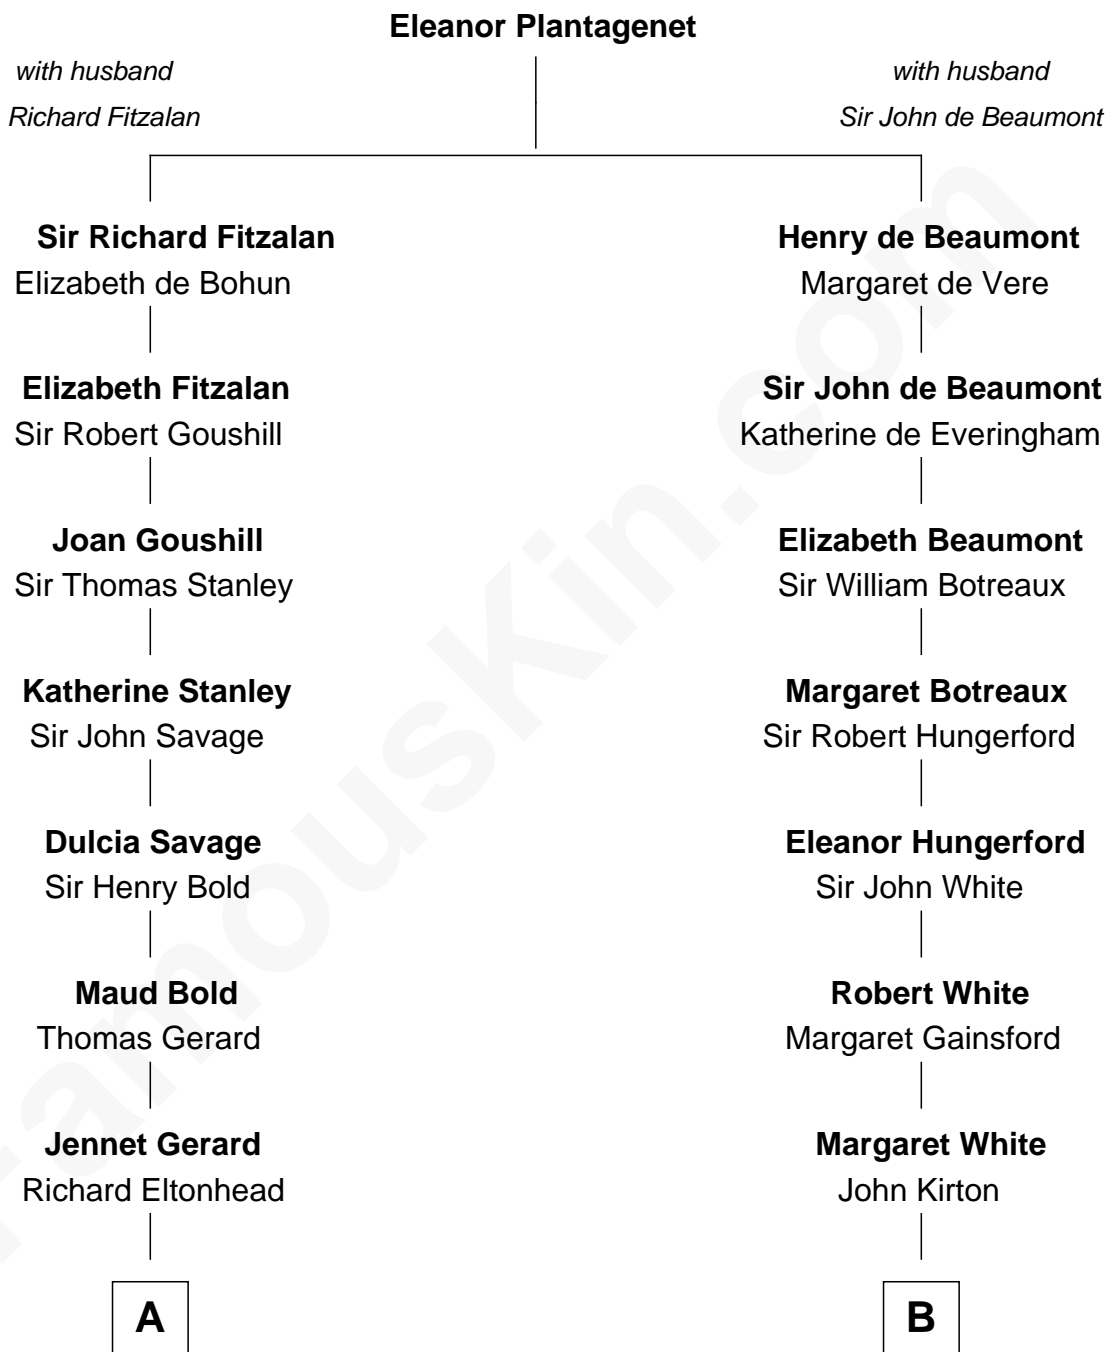 Eleanor Plantagenet
with husband
Richard Fitzalan
with husband
Sir John de Beaumont
Sir Richard Fitzalan
Elizabeth de Bohun
Henry de Beaumont
Margaret de Vere
Elizabeth Fitzalan
Sir Robert Goushill
Sir John de Beaumont
Katherine de Everingham
Joan Goushill
Sir Thomas Stanley
Elizabeth Beaumont
Sir William Botreaux
Katherine Stanley
Sir John Savage
Margaret Botreaux
Sir Robert Hungerford
Dulcia Savage
Sir Henry Bold
Eleanor Hungerford
Sir John White
Maud Bold
Thomas Gerard
Robert White
Margaret Gainsford
Jennet Gerard
Richard Eltonhead
Margaret White
John Kirton
A
B
FamousKin.com